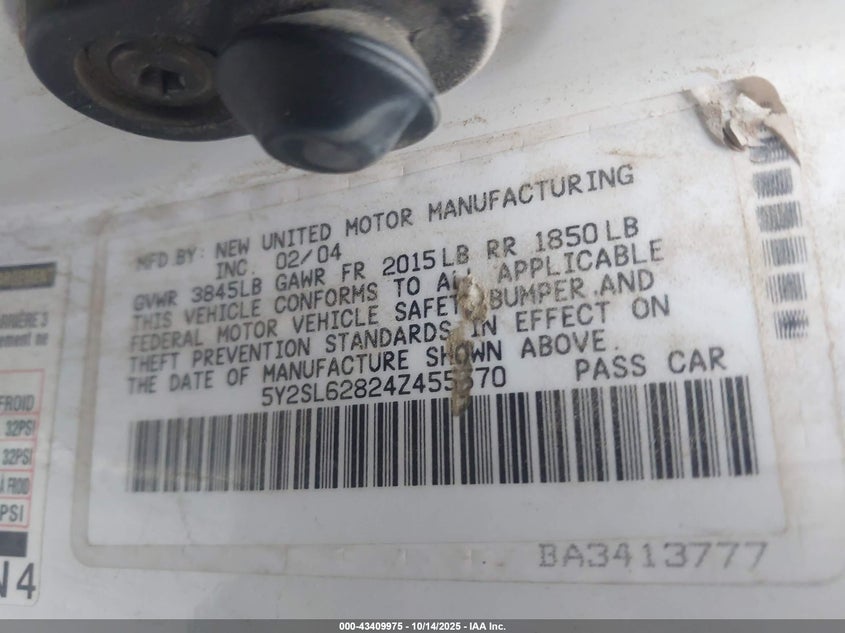 MFD BY: NEW UNITED MOTOR MANUFACTURING
INC. 02/04
GVWR 3845LB GAWR FR 2015LB RR 1850LB
THIS VEHICLE CONFORMS TO ALL APPLICABLE
FEDERAL MOTOR VEHICLE SAFETY BUMPER AND
THEFT PREVENTION STANDARDS IN EFFECT ON
THE DATE OF MANUFACTURE SHOWN ABOVE.
PASS CAR
BA3413777
FROID
32PSI
32PSI
À FROID
PSI
N4
000-43409975 - 10/14/2025 - IAA Inc.